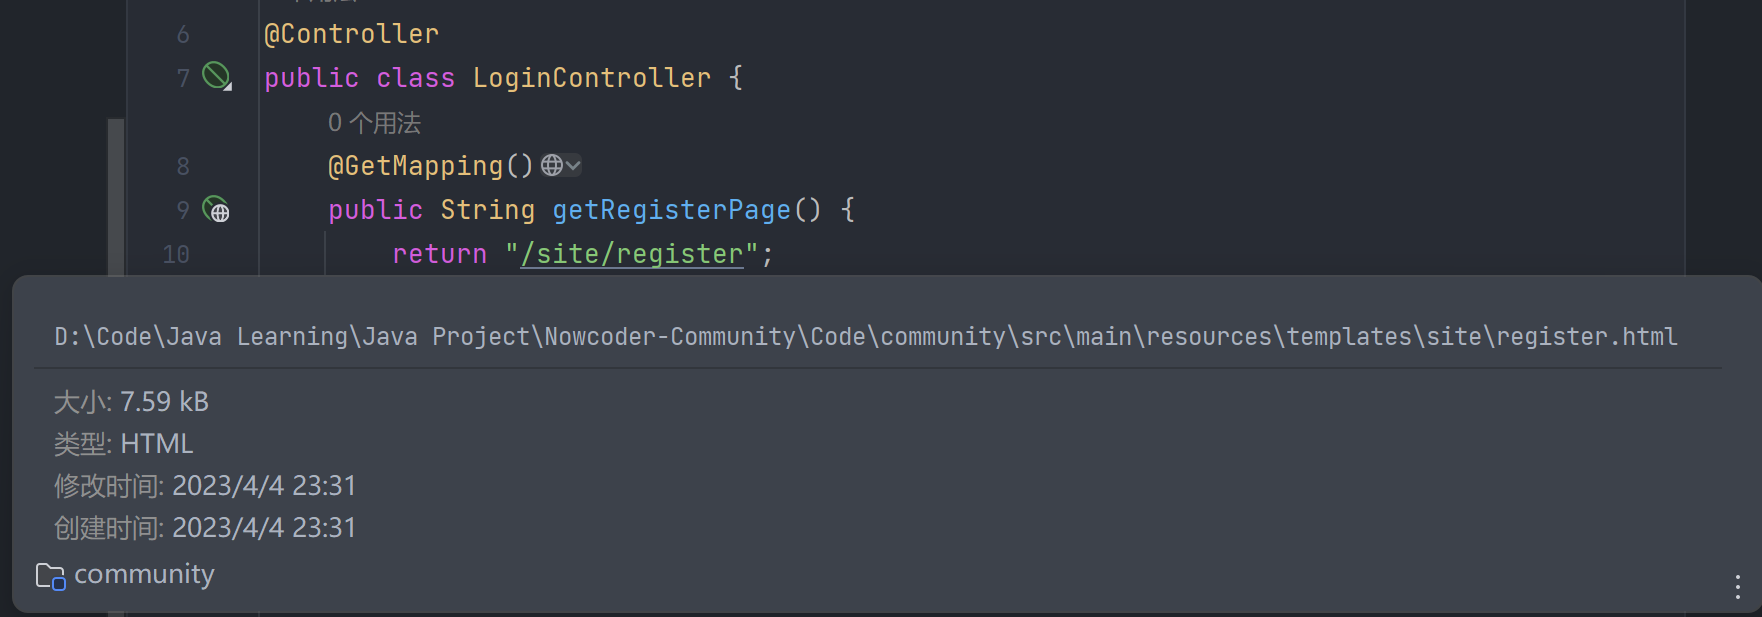 6 @Controller
7 public class LoginController {
0 个用法
8 @GetMapping()
9 public String getRegisterPage() {
10 return "/site/register";
D:\Code\Java Learning\Java Project\Nowcoder-Community\Code\community\src\main\resources\templates\site\register.html
大小: 7.59 kB
类型: HTML
修改时间: 2023/4/4 23:31
创建时间: 2023/4/4 23:31
community